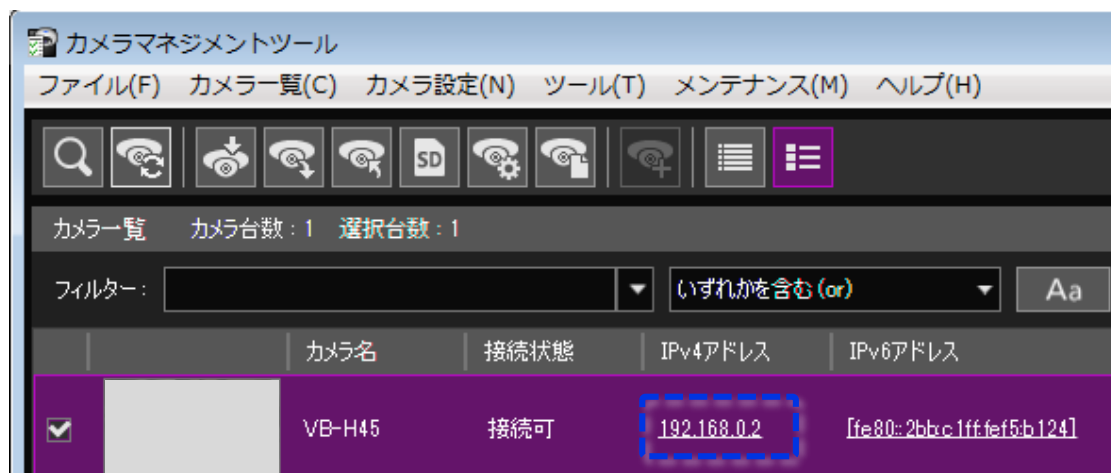 カメラマネジメントツール
ファイル(F) カメラ一覧(C) カメラ設定(N) ツール(T) メンテナンス(M) ヘルプ(H)
SD
カメラ一覧 カメラ台数 : 1 選択台数 : 1
フィルター : いずれかを含む(or) Aa
カメラ名 接続状態 IPv4アドレス IPv6アドレス
VB-H45 接続可 192.168.0.2 [fe80::2bb:c1ff:fef5:b124]